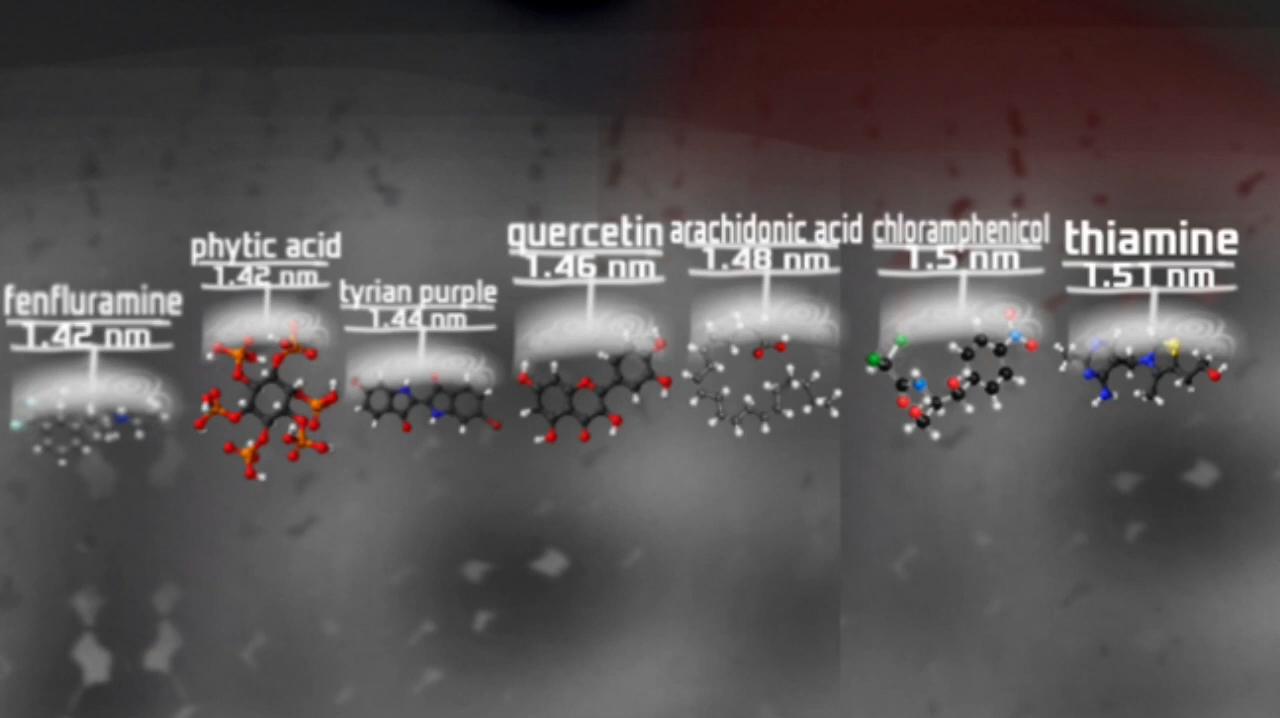 fenfluramine
1.42 nm
phytic acid
1.42 nm
tyrian purple
1.44 nm
quercetin
1.46 nm
arachidonic acid
1.48 nm
chloramphenicol
1.5 nm
thiamine
1.51 nm